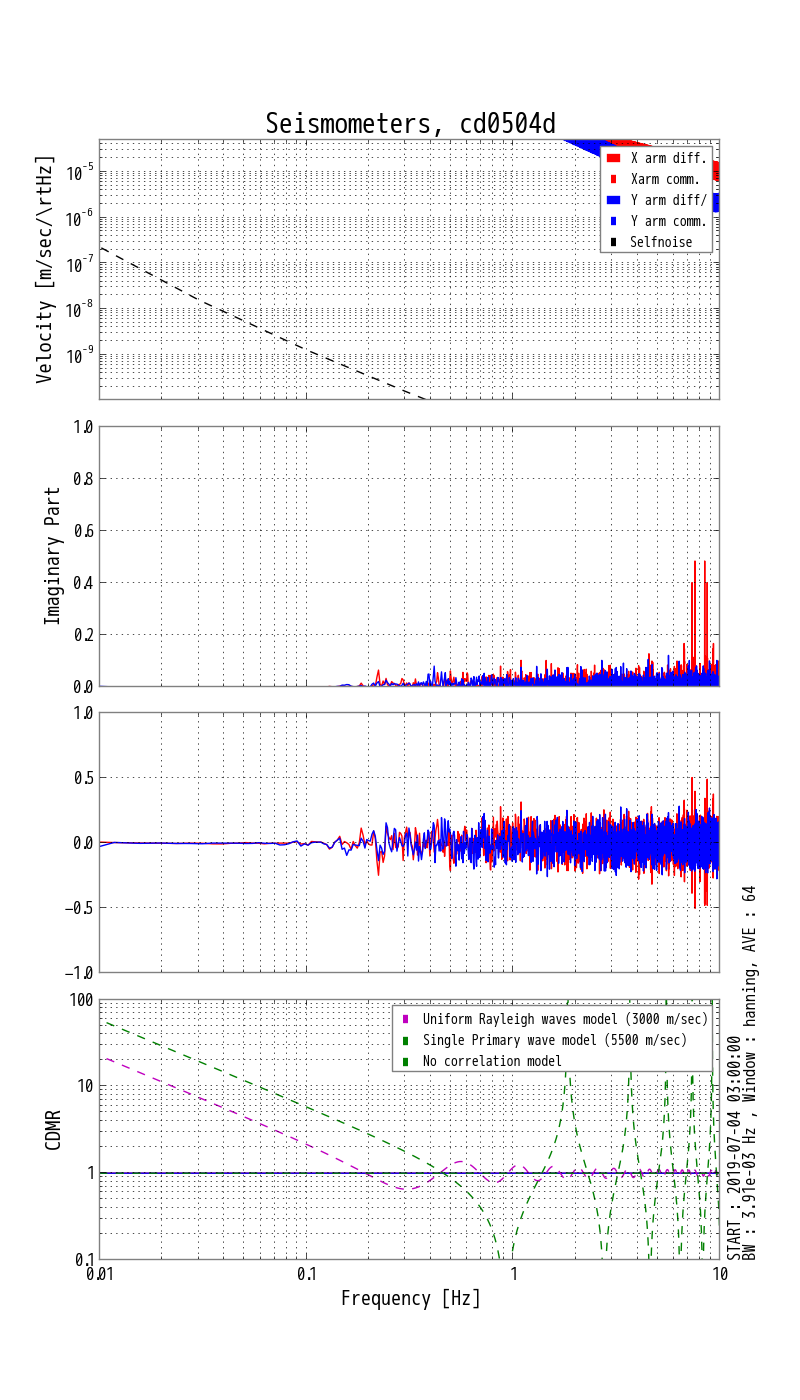 Seismometers, cd0504d
Velocity [m/sec/\rtHz]
10-5
10-6
10-7
10-8
10-9
X arm diff.
Xarm comm.
Y arm diff/
Y arm comm.
Selfnoise
Imaginary Part
1.0
0.8
0.6
0.4
0.2
0.0
1.0
0.5
0.0
−0.5
−1.0
CDMR
100
10
1
0.1
Uniform Rayleigh waves model (3000 m/sec)
Single Primary wave model (5500 m/sec)
No correlation model
0.01 0.1 1 10
Frequency [Hz]
START : 2019-07-04 03:00:00
BW : 3.91e-03 Hz , Window : hanning, AVE : 64